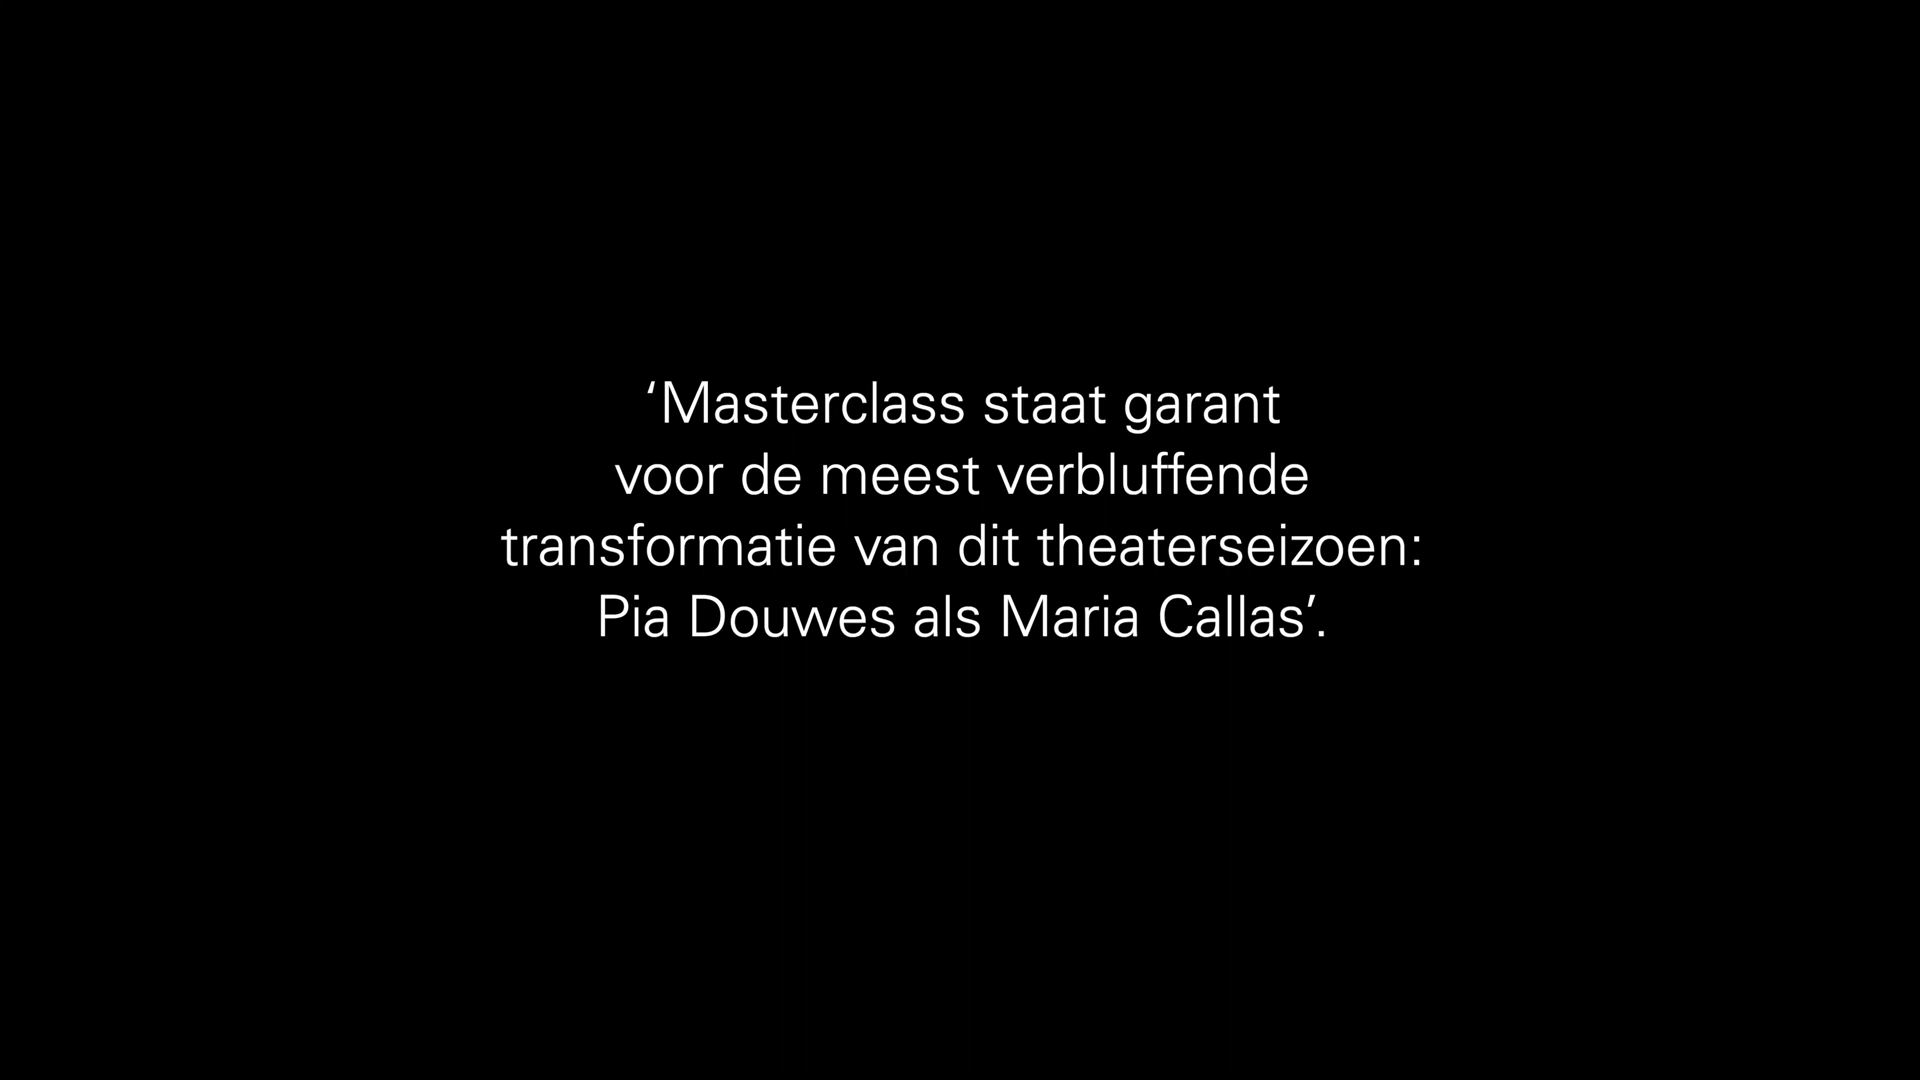 ‘Masterclass staat garant
voor de meest verbluffende
transformatie van dit theaterseizoen:
Pia Douwes als Maria Callas’.